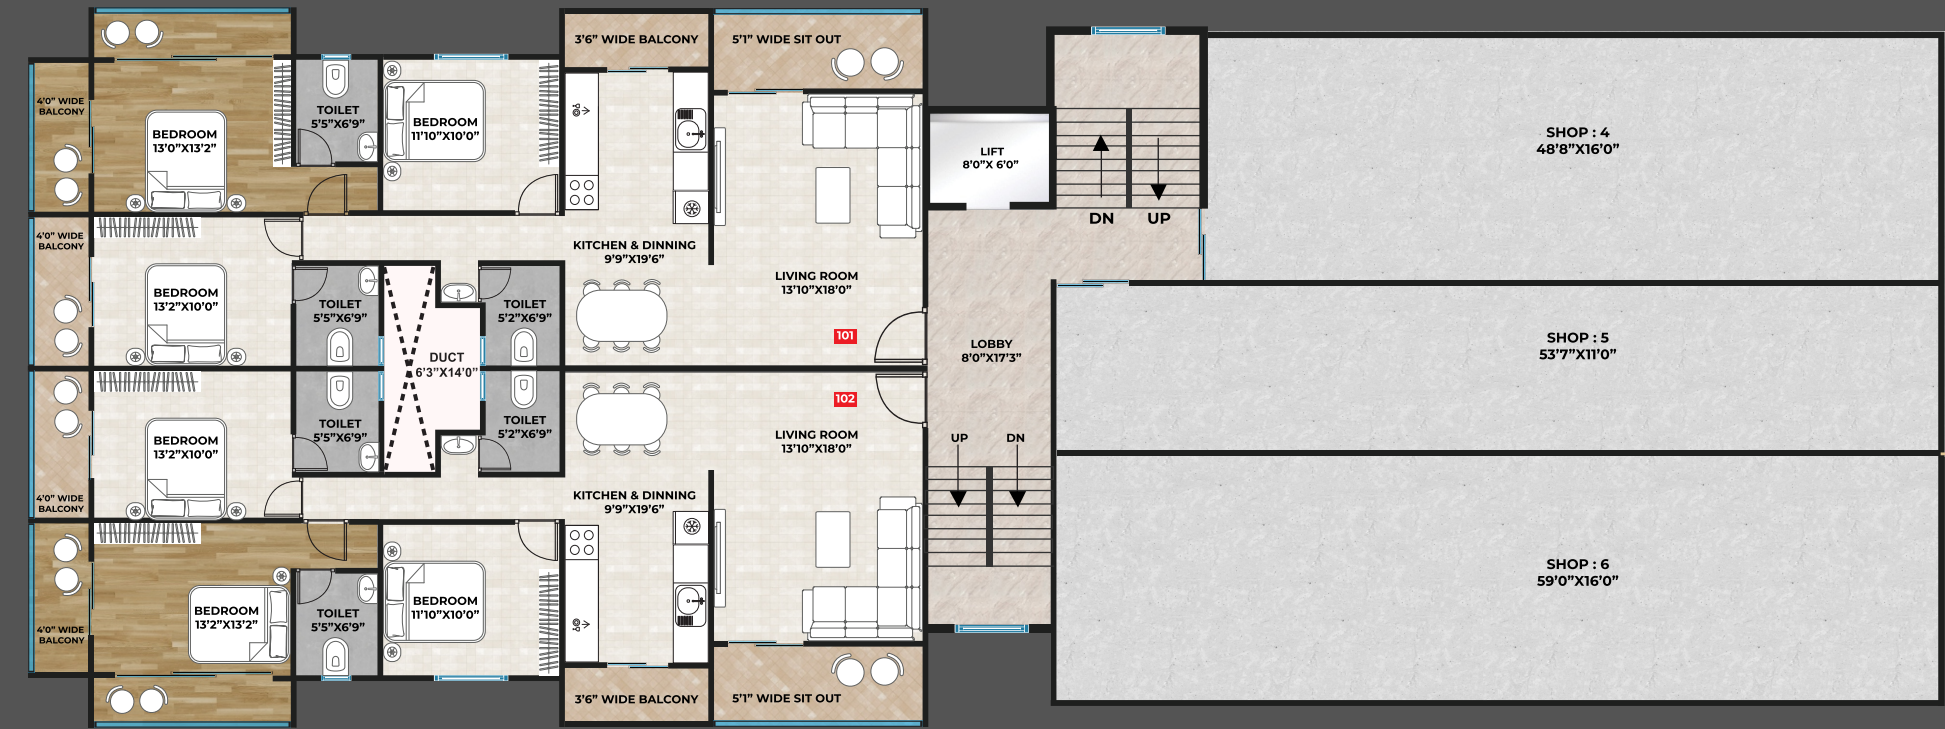 3'6" WIDE BALCONY
5'1" WIDE SIT OUT
4'0" WIDE
BALCONY
BEDROOM
13'0"X13'2"
TOILET
5'5"X6'9"
BEDROOM
11'10"X10'0"
LIFT
8'0"X 6'0"
SHOP : 4
48'8"X16'0"
DN
UP
4'0" WIDE
BALCONY
KITCHEN & DINNING
9'9"X19'6"
LIVING ROOM
13'10"X18'0"
BEDROOM
13'2"X10'0"
TOILET
5'5"X6'9"
TOILET
5'2"X6'9"
101
LOBBY
8'0"X17'3"
SHOP : 5
53'7"X11'0"
DUCT
6'3"X14'0"
102
TOILET
5'5"X6'9"
TOILET
5'2"X6'9"
BEDROOM
13'2"X10'0"
LIVING ROOM
13'10"X18'0"
UP
DN
4'0" WIDE
BALCONY
KITCHEN & DINNING
9'9"X19'6"
SHOP : 6
59'0"X16'0"
BEDROOM
13'2"X13'2"
TOILET
5'5"X6'9"
BEDROOM
11'10"X10'0"
4'0" WIDE
BALCONY
3'6" WIDE BALCONY
5'1" WIDE SIT OUT